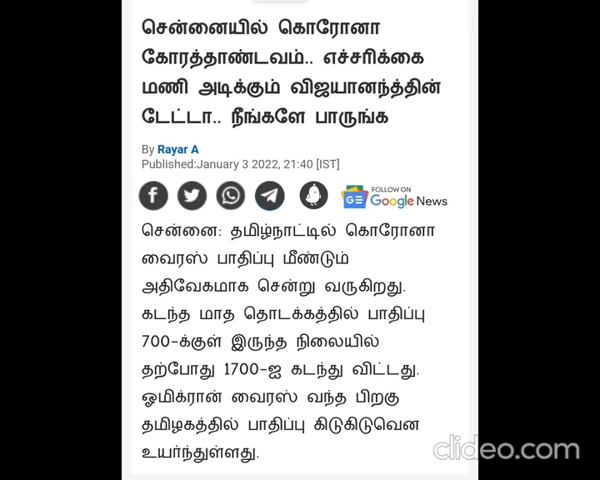 சென்னையில் கொரோனா
கோரத்தாண்டவம்.. எச்சரிக்கை
மணி அடிக்கும் விஜயானந்த்தின்
டேட்டா.. நீங்களே பாருங்க
By Rayar A
Published:January 3 2022, 21:40 [IST]
FOLLOW ON
Google News
சென்னை: தமிழ்நாட்டில் கொரோனா
வைரஸ் பாதிப்பு மீண்டும்
அதிவேகமாக சென்று வருகிறது.
கடந்த மாத தொடக்கத்தில் பாதிப்பு
700-க்குள் இருந்த நிலையில்
தற்போது 1700-ஐ கடந்து விட்டது.
ஓமிக்ரான் வைரஸ் வந்த பிறகு
தமிழகத்தில் பாதிப்பு கிடுகிடுவென
உயர்ந்துள்ளது.
clideo.com